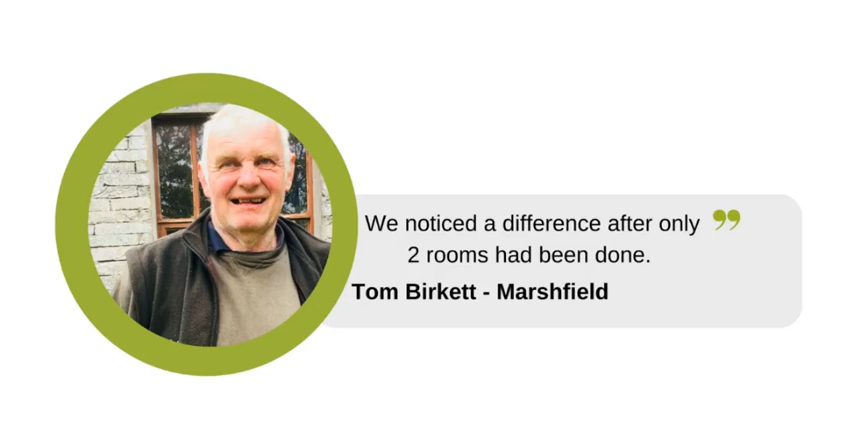 We noticed a difference after only ”
2 rooms had been done.
Tom Birkett - Marshfield